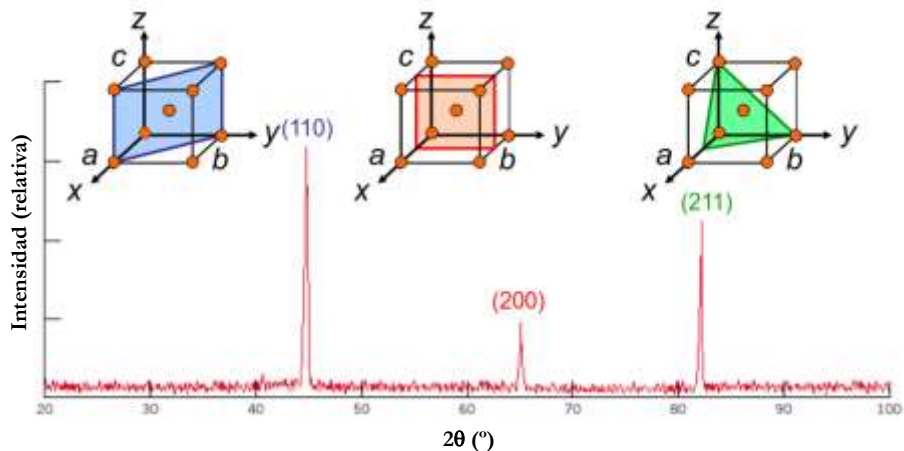 z z z
c c c
y (110) y y
a b a b a b
x x x
(211)
(200)
Intensidad (relativa)
20 30 40 50 60 70 80 90 100
2θ (º)